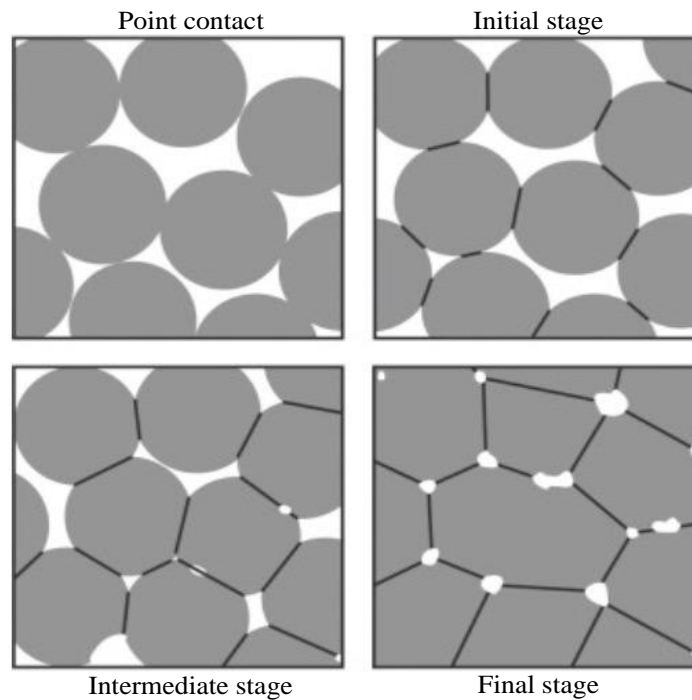 Point contact
Initial stage
Intermediate stage
Final stage